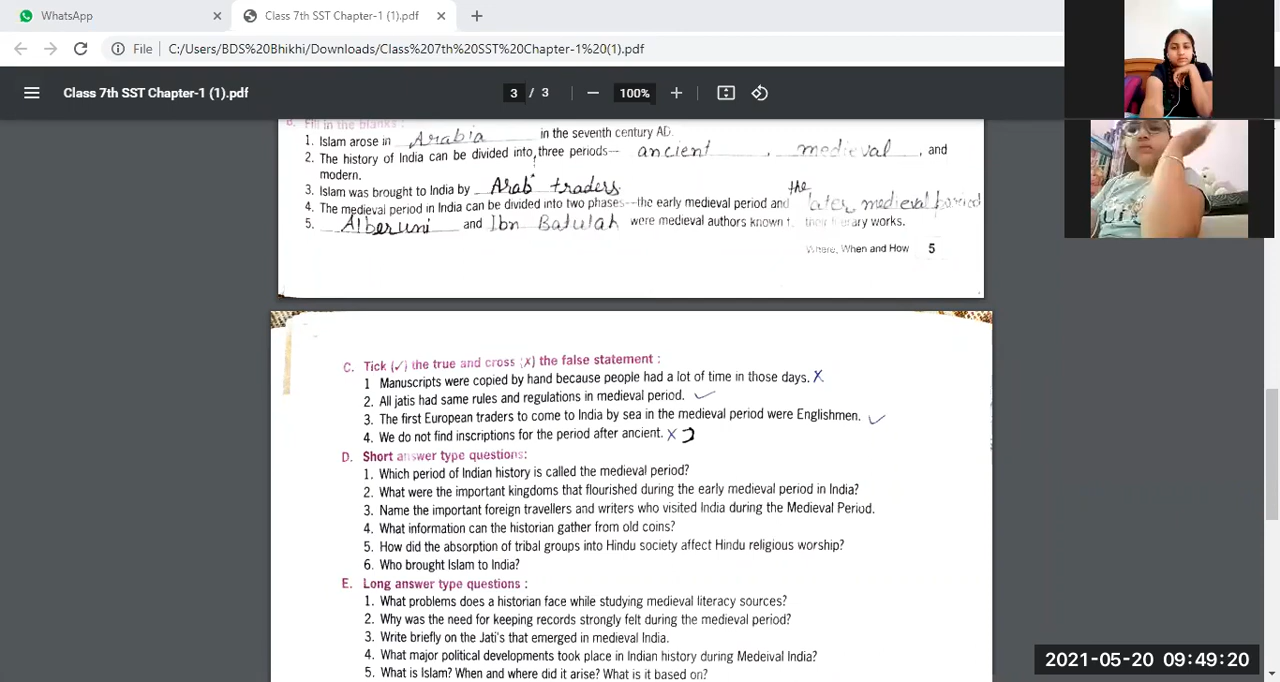 WhatsApp
Class 7th SST Chapter-1 (1).pdf
File C:/Users/BDS%20Bhikhi/Downloads/Class%207th%20SST%20Chapter-1%20(1).pdf
Class 7th SST Chapter-1 (1).pdf
3 / 3
100%
Fill in the blanks :
1. Islam arose in Arabia in the seventh century AD.
2. The history of India can be divided into three periods-- ancient, medieval, and
modern.
3. Islam was brought to India by Arab traders.
4. The medieval period in India can be divided into two phases--the early medieval period and the later medieval period
5. Alberuni and Ibn Batutah were medieval authors known their literary works.
Where, When and How 5
C. Tick (✓) the true and cross (✗) the false statement :
1 Manuscripts were copied by hand because people had a lot of time in those days. X
2. All jatis had same rules and regulations in medieval period. ✓
3. The first European traders to come to India by sea in the medieval period were Englishmen. ✓
4. We do not find inscriptions for the period after ancient. X
D. Short answer type questions:
1. Which period of Indian history is called the medieval period?
2. What were the important kingdoms that flourished during the early medieval period in India?
3. Name the important foreign travellers and writers who visited India during the Medieval Period.
4. What information can the historian gather from old coins?
5. How did the absorption of tribal groups into Hindu society affect Hindu religious worship?
6. Who brought Islam to India?
E. Long answer type questions :
1. What problems does a historian face while studying medieval literacy sources?
2. Why was the need for keeping records strongly felt during the medieval period?
3. Write briefly on the Jati's that emerged in medieval India.
4. What major political developments took place in Indian history during Medeival India?
5. What is Islam? When and where did it arise? What is it based on?
2021-05-20 09:49:20